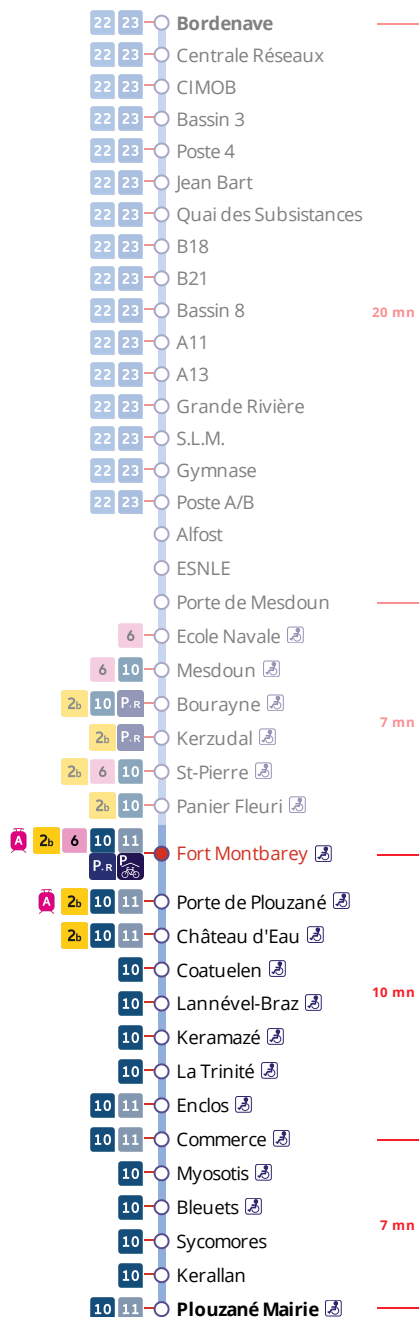 22 23 Bordenave
22 23 Centrale Réseaux
22 23 CIMOB
22 23 Bassin 3
22 23 Poste 4
22 23 Jean Bart
22 23 Quai des Subsistances
22 23 B18
22 23 B21
22 23 Bassin 8 20 mn
22 23 A11
22 23 A13
22 23 Grande Rivière
22 23 S.L.M.
22 23 Gymnase
22 23 Poste A/B
Alfost
ESNLE
Porte de Mesdoun
6 Ecole Navale
6 10 Mesdoun
2b 10 P+R Bourayne 7 mn
2b P+R Kerzudal
2b 6 10 St-Pierre
2b 10 Panier Fleuri
A 2b 6 10 11
P+R P Fort Montbarey
A 2b 10 11 Porte de Plouzané
2b 10 11 Château d'Eau
10 Coatuelen
10 Lannével-Braz 10 mn
10 Keramazé
10 La Trinité
10 11 Enclos
10 11 Commerce
10 Myosotis
10 Bleuets
10 Sycomores 7 mn
10 Kerallan
10 11 Plouzané Mairie